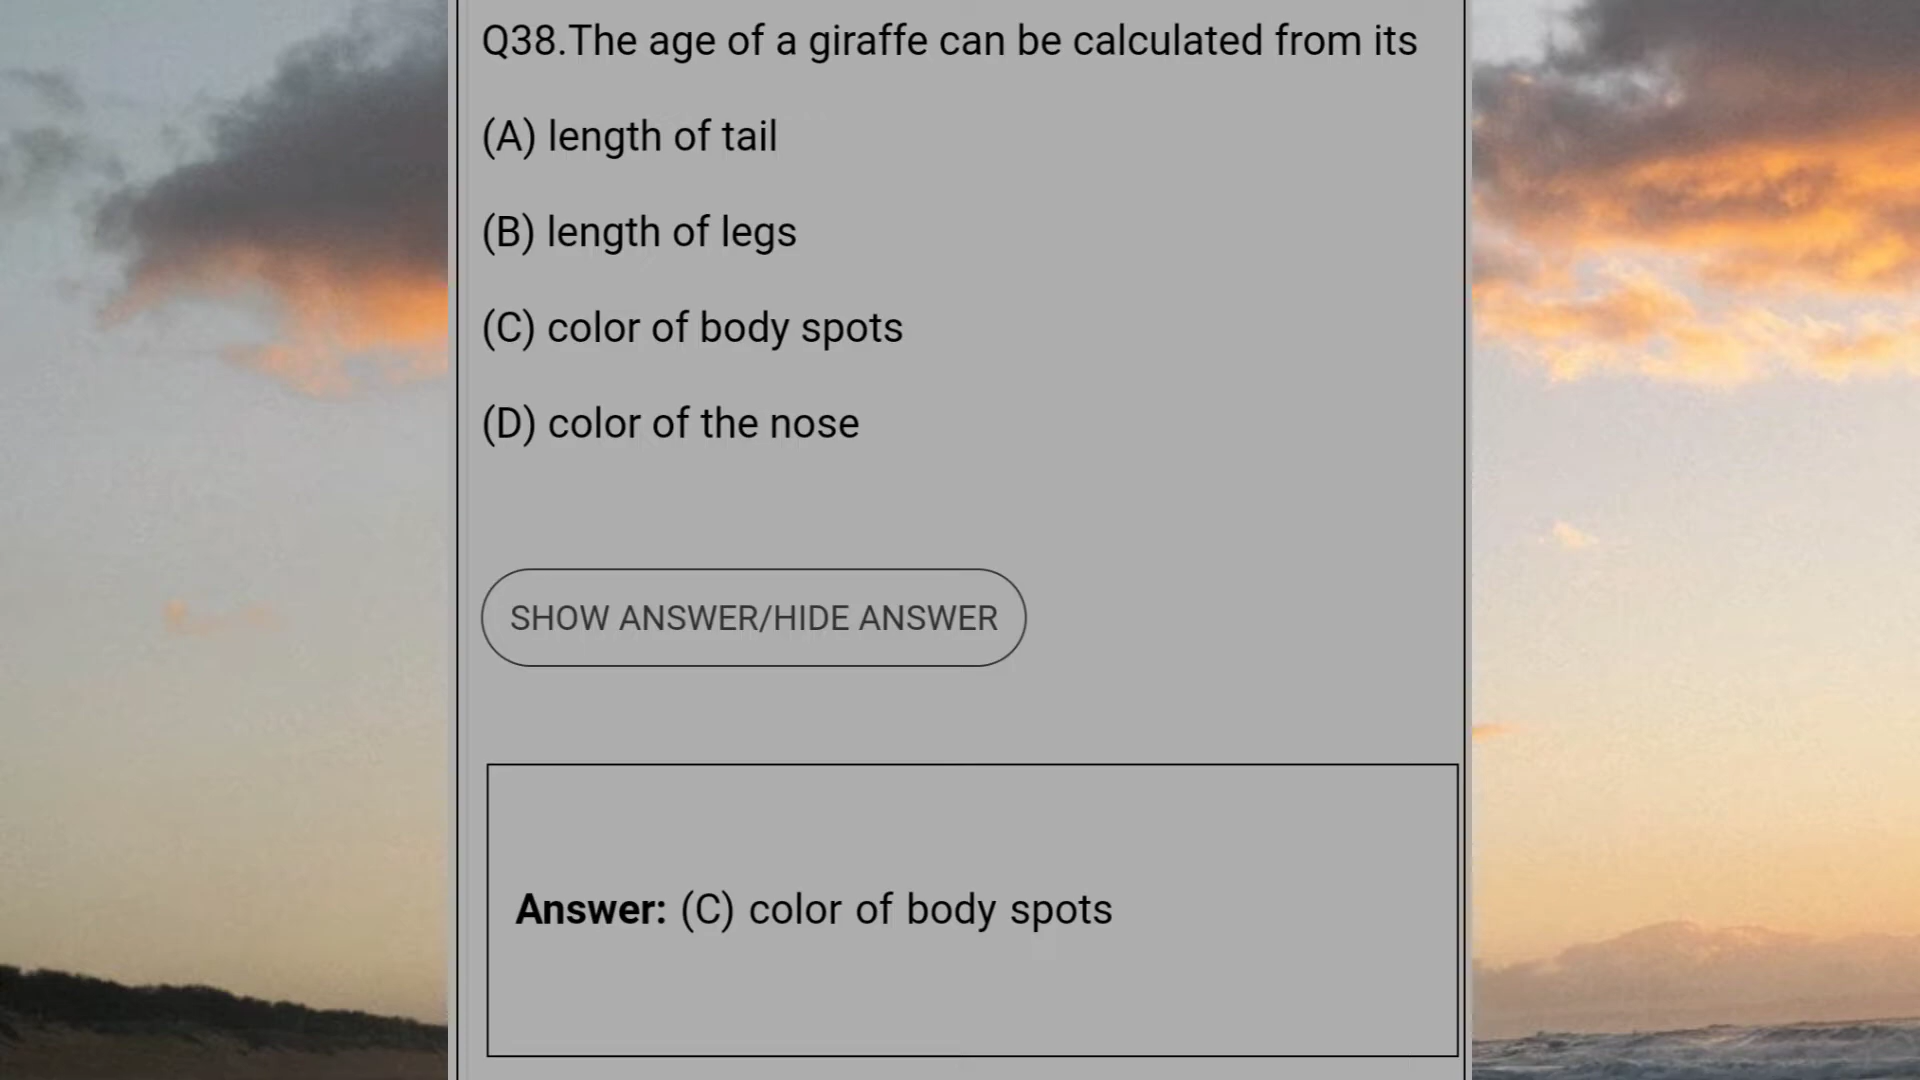 Q38.The age of a giraffe can be calculated from its
(A) length of tail
(B) length of legs
(C) color of body spots
(D) color of the nose
SHOW ANSWER/HIDE ANSWER
Answer: (C) color of body spots